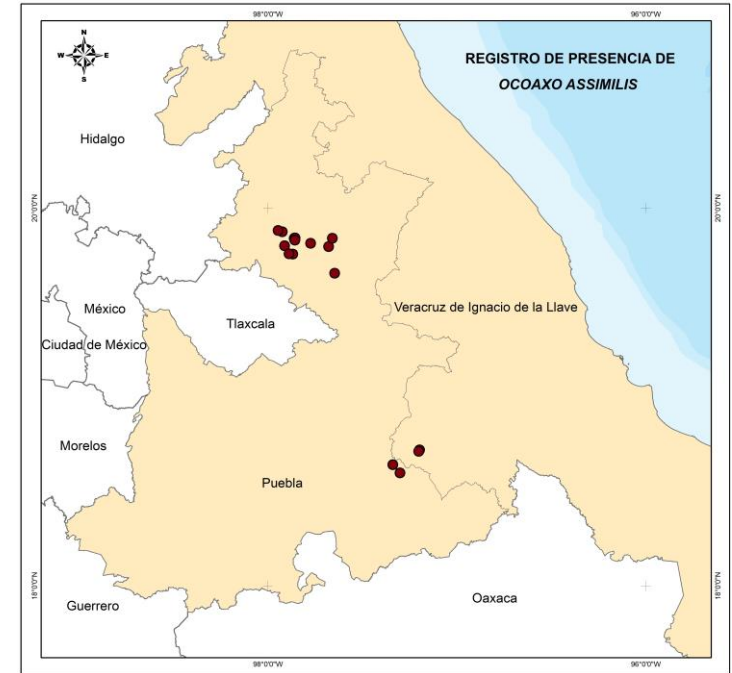 98°0'0"W
96°0'0"W
N
W
E
S
REGISTRO DE PRESENCIA DE
OCOAXO ASSIMILIS
Hidalgo
20°0'0"N
20°0'0"N
México
Tlaxcala
Veracruz de Ignacio de la Llave
Ciudad de México
Morelos
Puebla
18°0'0"N
18°0'0"N
Guerrero
Oaxaca
98°0'0"W
96°0'0"W